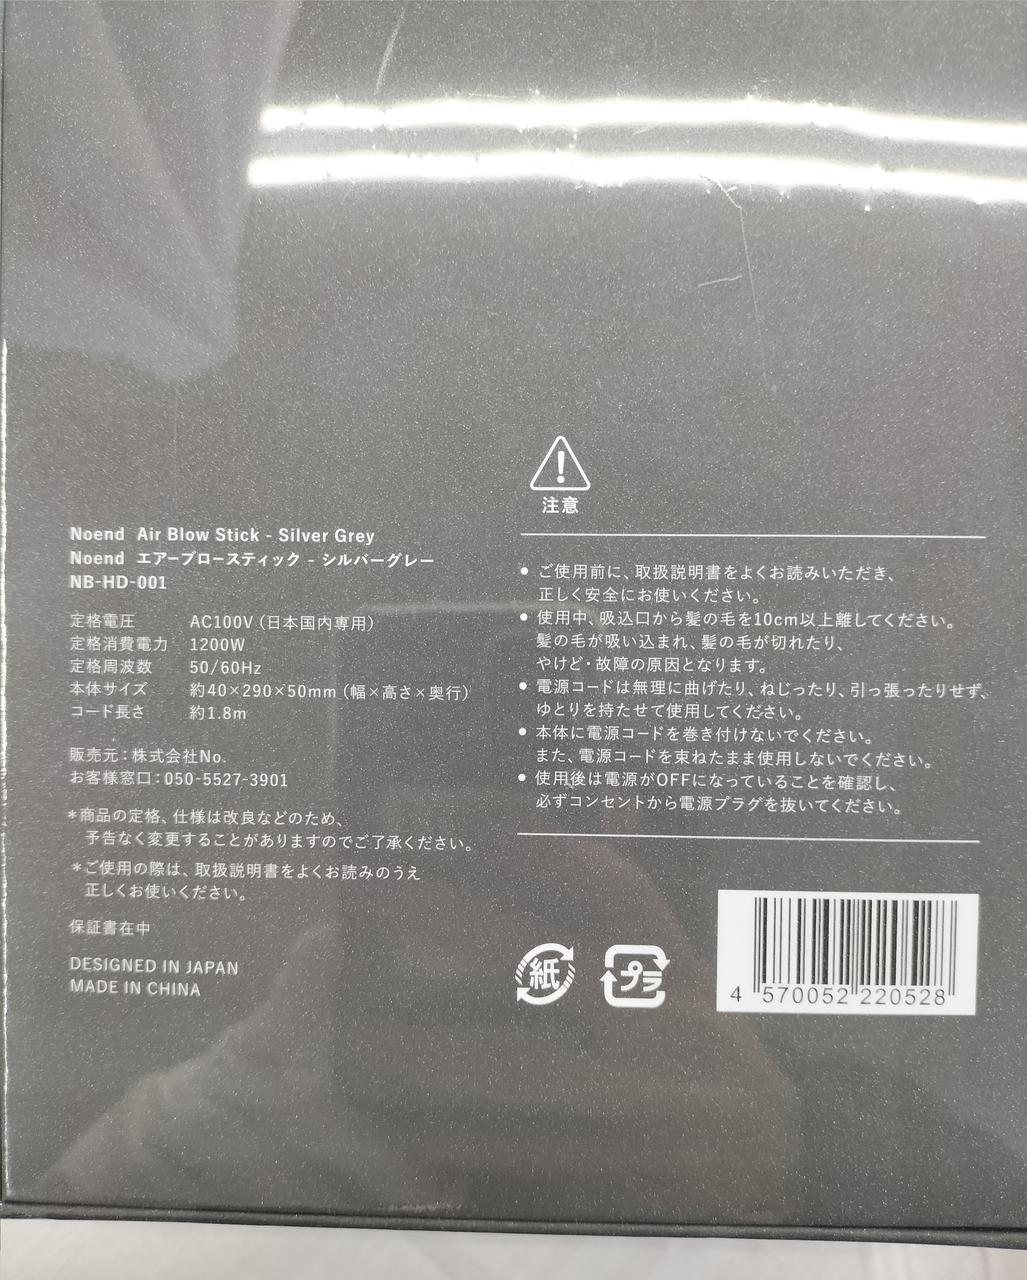 Noend Air Blow Stick - Silver Grey
Noend エアーブロースティック - シルバーグレー
NB-HD-001
定格電圧 AC100V（日本国内専用）
定格消費電力 1200W
定格周波数 50/60Hz
本体サイズ 約40×290×50mm（幅×高さ×奥行）
コード長さ 約1.8m
販売元：株式会社No.
お客様窓口：050-5527-3901
*商品の定格、仕様は改良などのため、
予告なく変更することがありますのでご了承ください。
*ご使用の際は、取扱説明書をよくお読みのうえ
正しくお使いください。
保証書在中
DESIGNED IN JAPAN
MADE IN CHINA
注意
● ご使用前に、取扱説明書をよくお読みいただき、
正しく安全にお使いください。
● 使用中、吸込口から髪の毛を10cm以上離してください。
髪の毛が吸い込まれ、髪の毛が切れたり、
やけど・故障の原因となります。
● 電源コードは無理に曲げたり、ねじったり、引っ張ったりせず、
ゆとりを持たせて使用してください。
● 本体に電源コードを巻き付けないでください。
また、電源コードを束ねたまま使用しないでください。
● 使用後は電源がOFFになっていることを確認し、
必ずコンセントから電源プラグを抜いてください。
紙
プラ
4 570052 220528